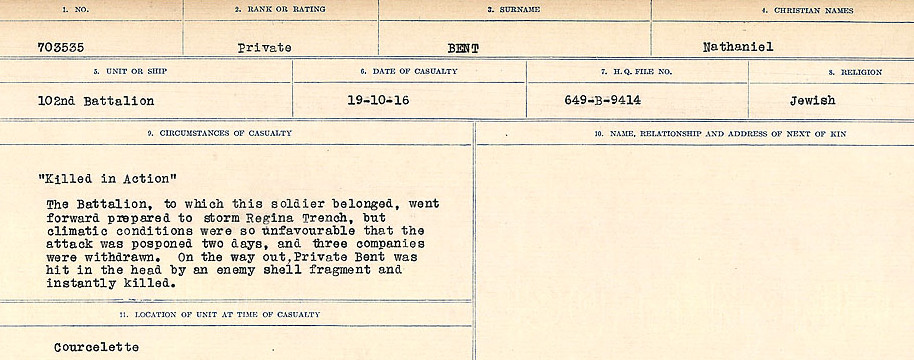 1. NO. 2. RANK OR RATING 3. SURNAME 4. CHRISTIAN NAMES
703535 Private BENT Nathaniel
5. UNIT OR SHIP 6. DATE OF CASUALTY 7. H.Q. FILE NO. 8. RELIGION
102nd Battalion 19-10-16 649-B-9414 Jewish
9. CIRCUMSTANCES OF CASUALTY 10. NAME, RELATIONSHIP AND ADDRESS OF NEXT OF KIN
"Killed in Action"
The Battalion, to which this soldier belonged, went
forward prepared to storm Regina Trench, but
climatic conditions were so unfavourable that the
attack was posponed two days, and three companies
were withdrawn. On the way out,Private Bent was
hit in the head by an enemy shell fragment and
instantly killed.
11. LOCATION OF UNIT AT TIME OF CASUALTY
Courcelette